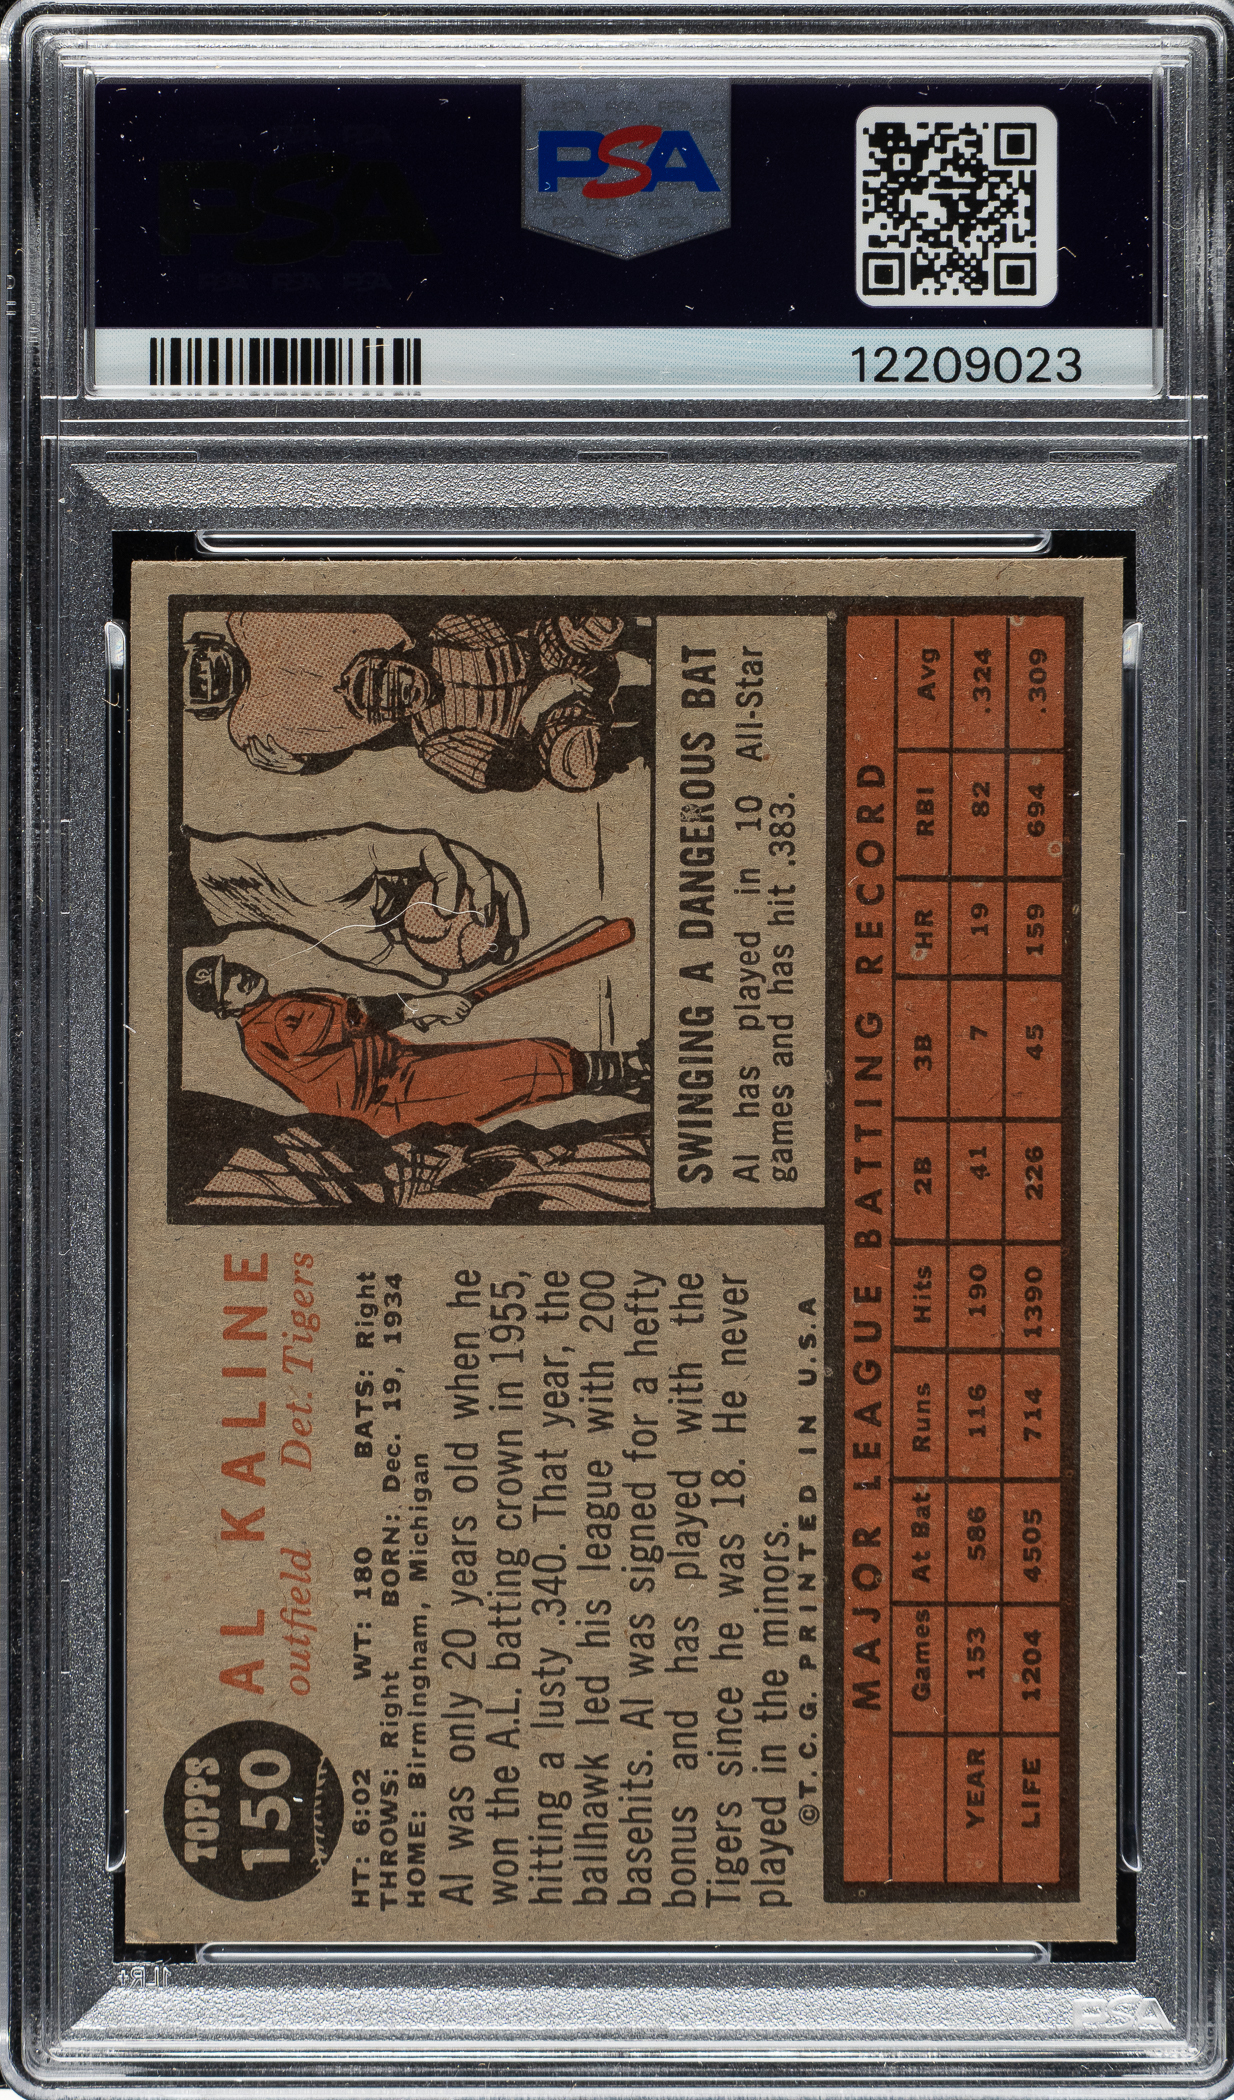 PSA
12209023
TOPPS
150
AL KALINE
outfield Det. Tigers
HT: 6:02 WT: 180 BATS: Right
THROWS: Right BORN: Dec. 19, 1934
HOME: Birmingham, Michigan
Al was only 20 years old when he
won the A.L. batting crown in 1955,
hitting a lusty .340. That year, the
ballhawk led his league with 200
basehits. Al was signed for a hefty
bonus and has played with the
Tigers since he was 18. He never
played in the minors.
©T. C. G. PRINTED IN U.S.A
SWINGING A DANGEROUS BAT
Al has played in 10 All-Star
games and has hit .383.
MAJOR LEAGUE BATTING RECORD
Games At Bat Runs Hits 2B 3B HR RBI Avg
YEAR 153 586 116 190 41 7 19 82 .324
LIFE 1204 4505 714 1390 226 45 159 694 .309
1LR+
PSA